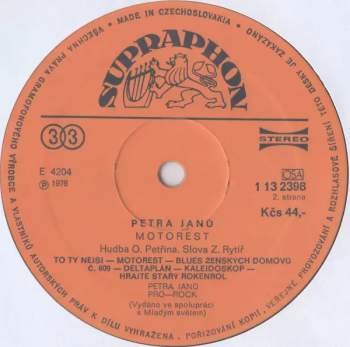 MADE IN CZECHOSLOVAKIA • VŠECHNA PRÁVA GRAMOFONOVÉHO VÝROBCE A VLASTNÍKŮ AUTORSKÝCH PRÁV K DÍLU VYHRAŽENA. POŘIZOVÁNÍ KOPIÍ, VEŘEJNÉ PROVOZOVÁNÍ A ROZHLASOVÉ ŠÍŘENÍ TÉTO DESKY JE ZAKÁZÁNO
SUPRAPHON
33
STEREO
E 4204
Ⓟ 1978
OSA
1 13 2398
2. strana
Kčs 44,-
PETRA JANŮ
MOTOREST
Hudba O. Petřina. Slova Z. Rytíř
TO TY NEJSI — MOTOREST — BLUES ŽENSKÝCH DOMOVŮ
Č. 609 — DELTAPLÁN — KALEIDOSKOP —
HRAJTE STARÝ ROKENROL
PETRA JANŮ
PRO-ROCK
(Vydáno ve spolupráci
s Mladým světem)